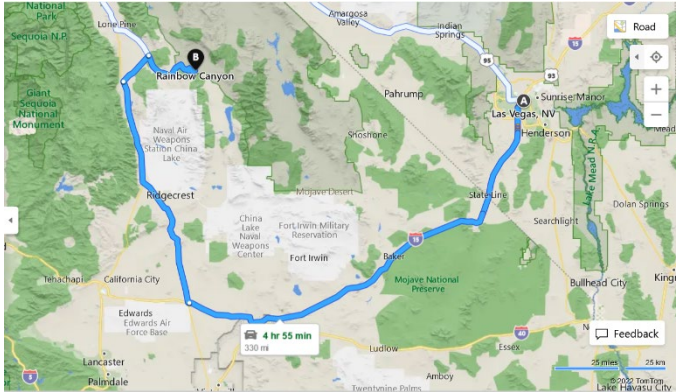 National
Park
Sequoia N.P.
Lone Pine
Amargosa
Valley
Indian
Springs
15
Road
B
Rainbow Canyon
95
93
Giant
Sequoia
National
Monument
Pahrump
A
Sunrise Manor
Las Vegas, NV
Henderson
Naval Air
Weapons
Station China
Lake
Shoshone
Lake Mead N.R.A.
Mead
Ridgecrest
Mojave Desert
State Line
Dolan Springs
China
Lake
Naval
Weapons
Center
Fort Irwin Military
Reservation
Searchlight
15
Fort Irwin
Baker
Tehachapi
California City
Mojave National
Preserve
Bullhead City
King
Edwards
Edwards Air
Force Base
4 hr 55 min
330 mi
40
Feedback
Ludlow
Essex
Lancaster
5
Palmdale
Amboy
25 miles
25 km
Twentynine Palms
© 2022 TomTom
Lake Havasu City